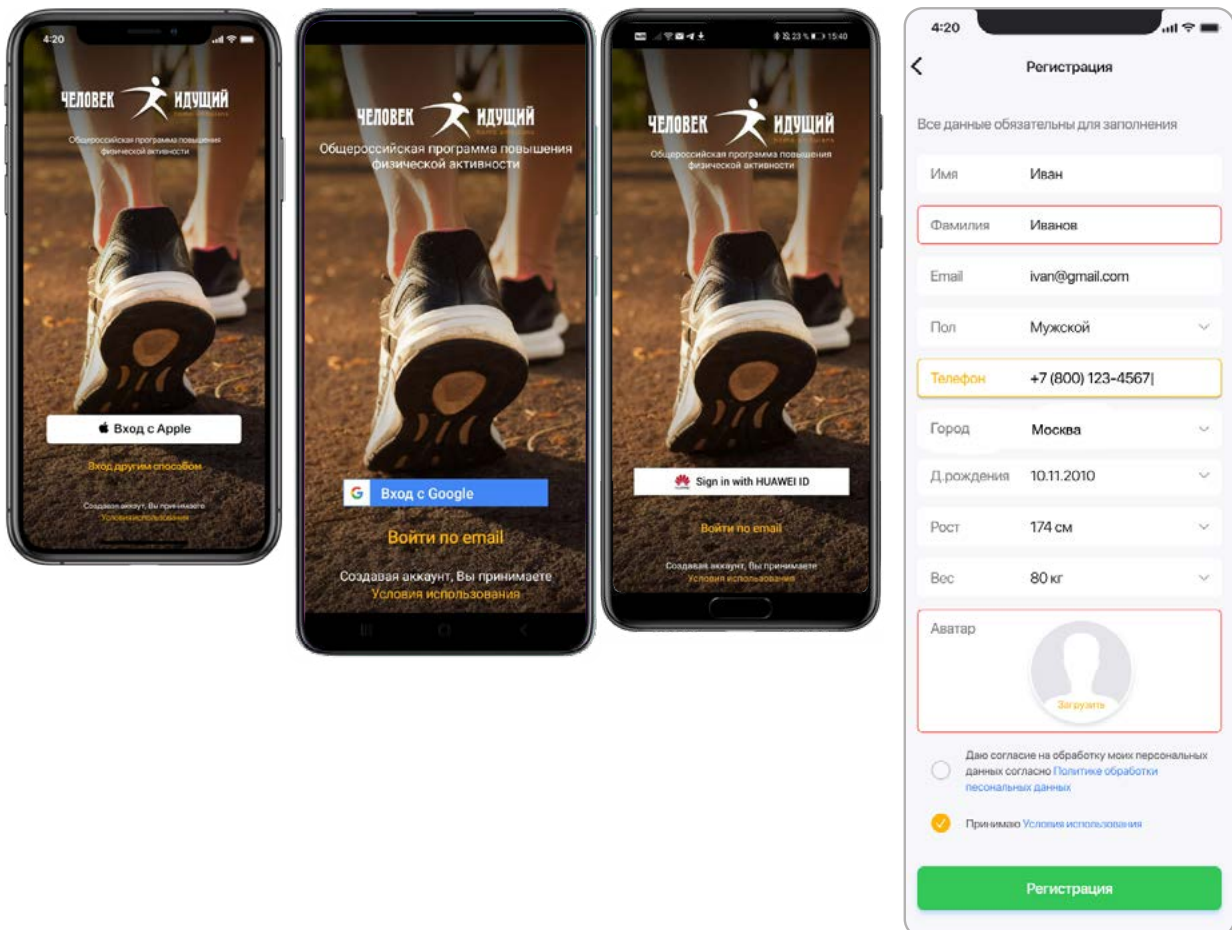 4:20
ЧЕЛОВЕК ИДУЩИЙ
Общероссийская программа повышения
физической активности
Вход с Apple
Вход другим способом
Создавая аккаунт, Вы принимаете
Условия использования
ЧЕЛОВЕК ИДУЩИЙ
Общероссийская программа повышения
физической активности
G Вход с Google
Войти по email
Создавая аккаунт, Вы принимаете
Условия использования
23 % 15:40
ЧЕЛОВЕК ИДУЩИЙ
Общероссийская программа повышения
физической активности
Sign in with HUAWEI ID
Войти по email
Создавая аккаунт, Вы принимаете
Условия использования
4:20
Регистрация
Все данные обязательны для заполнения
Имя Иван
Фамилия Иванов
Email ivan@gmail.com
Пол Мужской
Телефон +7 (800) 123-4567
Город Москва
Д.рождения 10.11.2010
Рост 174 см
Вес 80 кг
Аватар
Загрузить
Даю согласие на обработку моих персональных
данных согласно Политике обработки
песональных данных
Принимаю Условия использования
Регистрация